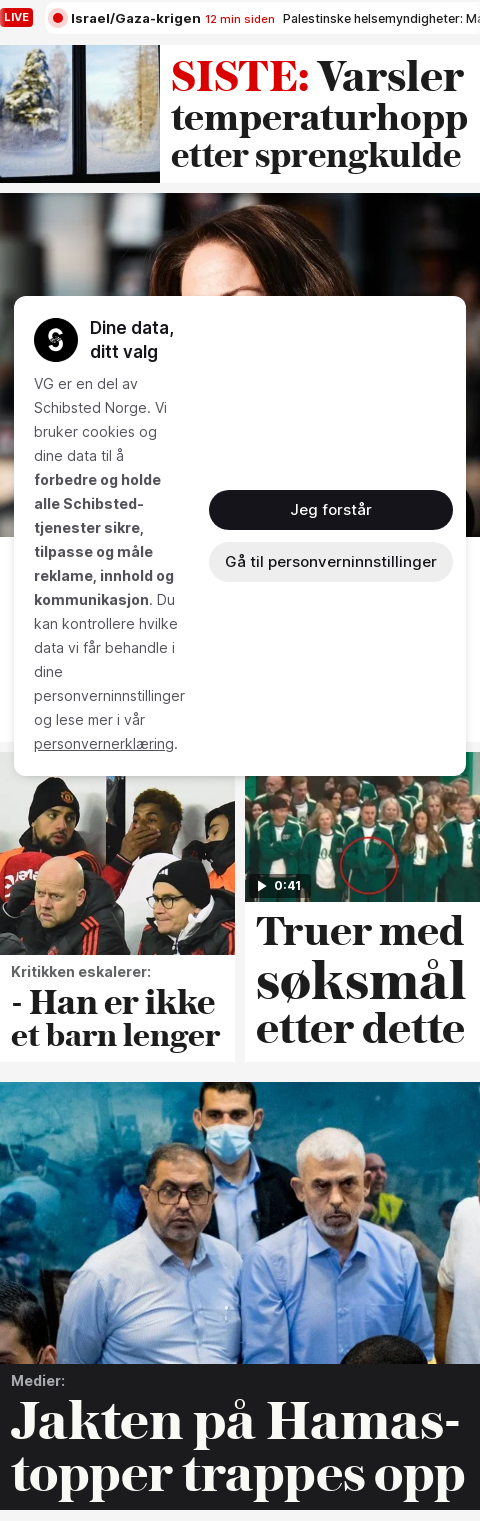 LIVE
Israel/Gaza-krigen 12 min siden Palestinske helsemyndigheter:
SISTE: Varsler
temperaturhopp
etter sprengkulde
Dine data,
ditt valg
VG er en del av
Schibsted Norge. Vi
bruker cookies og
dine data til å
forbedre og holde
alle Schibsted-
tjenester sikre,
tilpasse og måle
reklame, innhold og
kommunikasjon. Du
kan kontrollere hvilke
data vi får behandle i
dine
personverninnstillinger
og lese mer i vår
personvernerklæring.
Jeg forstår
Gå til personverninnstillinger
Kritikken eskalerer:
- Han er ikke
et barn lenger
0:41
Truer med
søksmål
etter dette
Medier:
Jakten på Hamas-
topper trappes opp